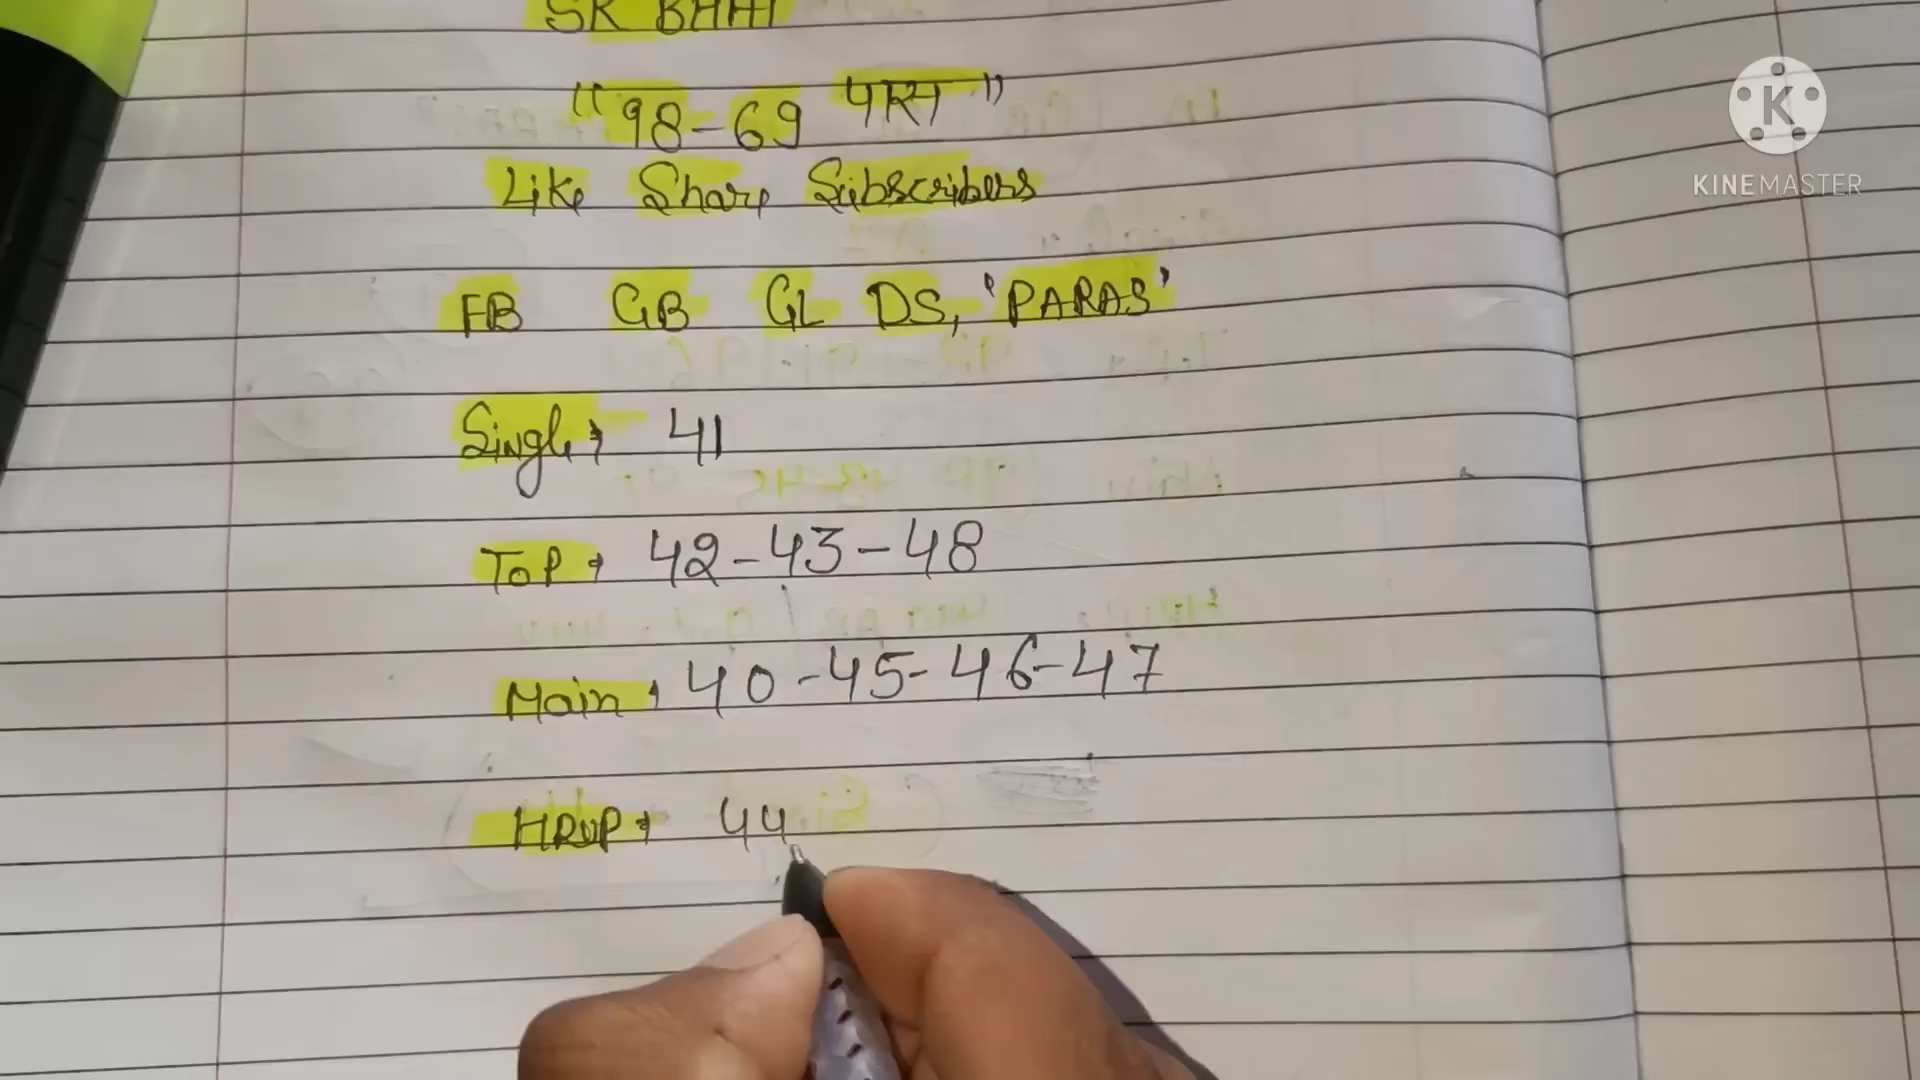 SR BHAI
"98-69 पास"
Like Share Subscribers
FB GB GL DS, 'PARAS'
Single → 41
TOP → 42-43-48
Main → 40-45-46-47
HRUP → 44
KINEMASTER